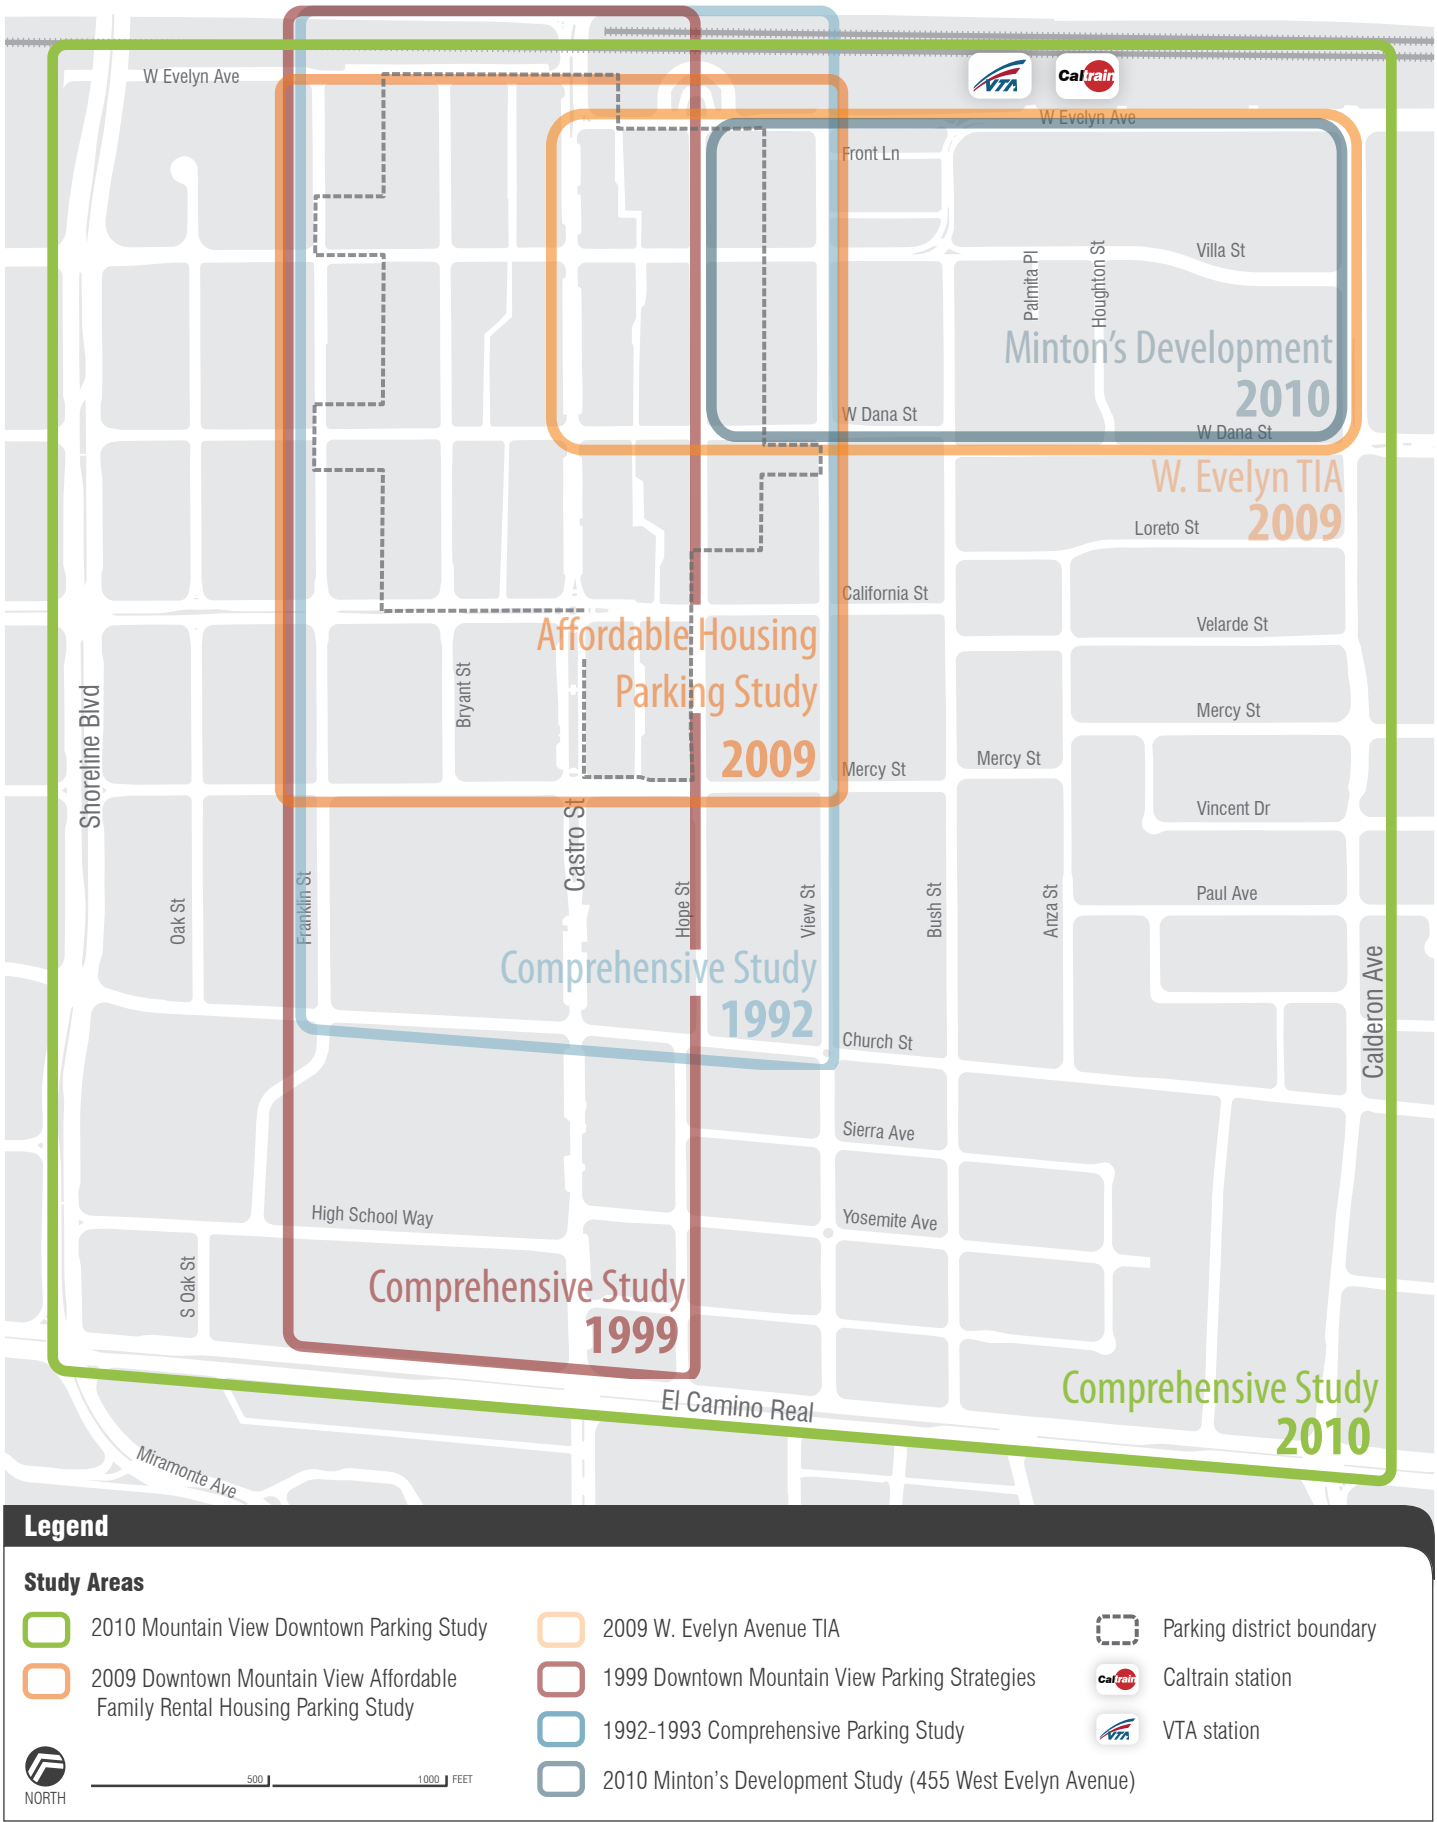 W Evelyn Ave
VTA
Caltrain
W Evelyn Ave
Front Ln
Villa St
Palmita Pl
Houghton St
Minton's Development
2010
W Dana St
W Dana St
W. Evelyn TIA
2009
Loreto St
California St
Velarde St
Affordable Housing
Parking Study
2009
Bryant St
Shoreline Blvd
Mercy St
Mercy St
Mercy St
Vincent Dr
Castro St
Paul Ave
Oak St
Franklin St
Hope St
View St
Bush St
Anza St
Calderon Ave
Comprehensive Study
1992
Church St
Sierra Ave
High School Way
Yosemite Ave
S Oak St
Comprehensive Study
1999
El Camino Real
Comprehensive Study
2010
Miramonte Ave
Legend
Study Areas
2010 Mountain View Downtown Parking Study
2009 Downtown Mountain View Affordable
Family Rental Housing Parking Study
2009 W. Evelyn Avenue TIA
1999 Downtown Mountain View Parking Strategies
1992-1993 Comprehensive Parking Study
2010 Minton's Development Study (455 West Evelyn Avenue)
Parking district boundary
Caltrain
Caltrain station
VTA
VTA station
NORTH
500
1000 FEET